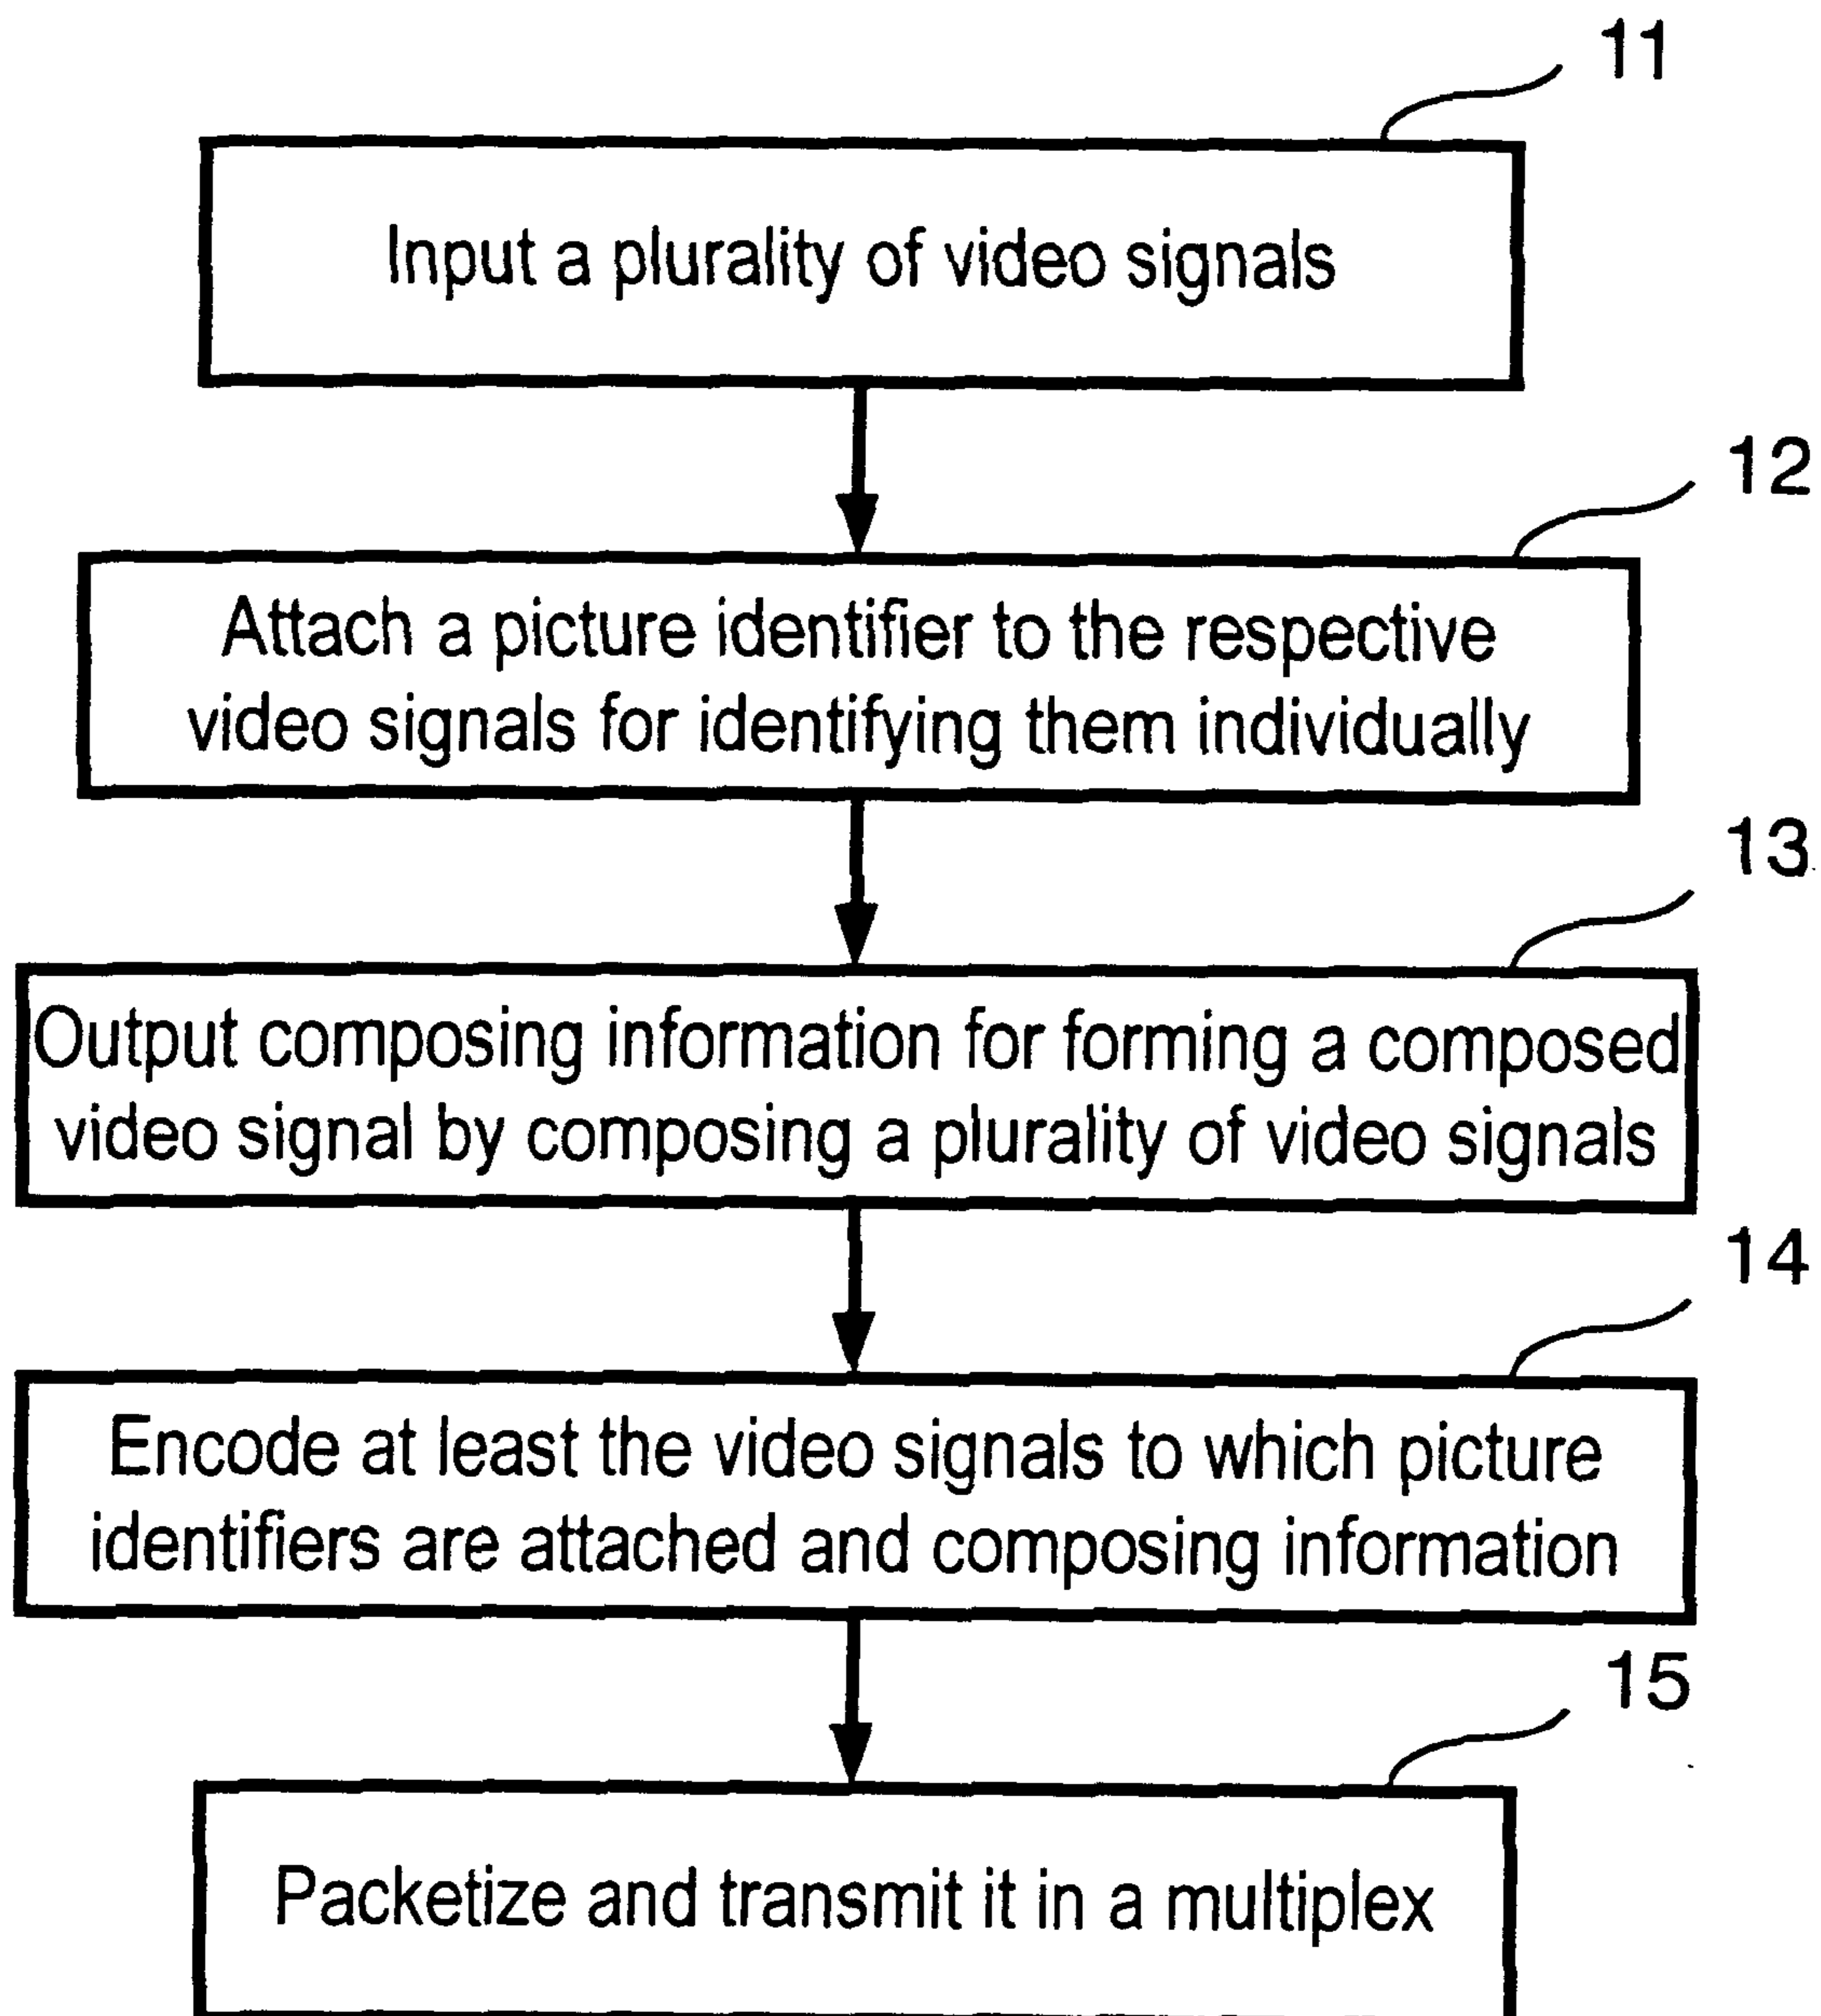 11
Input a plurality of video signals
12
Attach a picture identifier to the respective
video signals for identifying them individually
13
Output composing information for forming a composed
video signal by composing a plurality of video signals
14
Encode at least the video signals to which picture
identifiers are attached and composing information
15
Packetize and transmit it in a multiplex